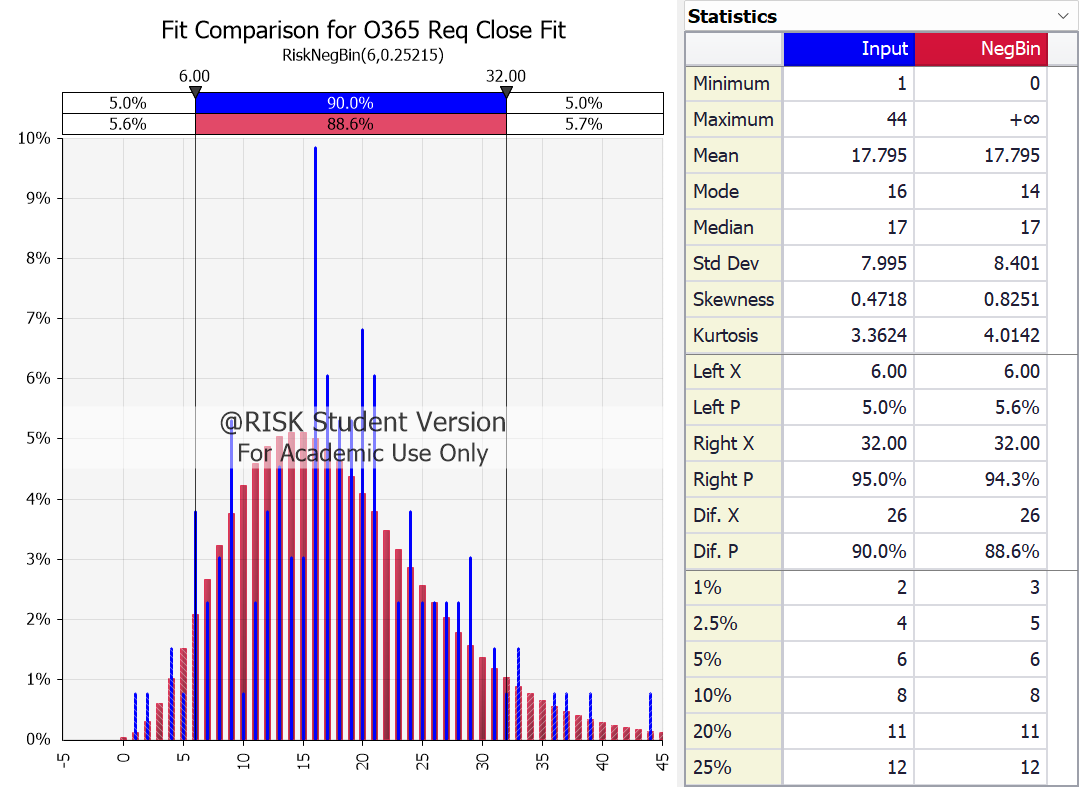 Fit Comparison for O365 Req Close Fit
RiskNegBin(6,0.25215)
6.00 32.00
5.0% 90.0% 5.0%
5.6% 88.6% 5.7%
10%
9%
8%
7%
6%
5%
4%
3%
2%
1%
0%
@RISK Student Version
For Academic Use Only
-5 0 5 10 15 20 25 30 35 40 45
Statistics
Input NegBin
Minimum 1 0
Maximum 44 +∞
Mean 17.795 17.795
Mode 16 14
Median 17 17
Std Dev 7.995 8.401
Skewness 0.4718 0.8251
Kurtosis 3.3624 4.0142
Left X 6.00 6.00
Left P 5.0% 5.6%
Right X 32.00 32.00
Right P 95.0% 94.3%
Dif. X 26 26
Dif. P 90.0% 88.6%
1% 2 3
2.5% 4 5
5% 6 6
10% 8 8
20% 11 11
25% 12 12